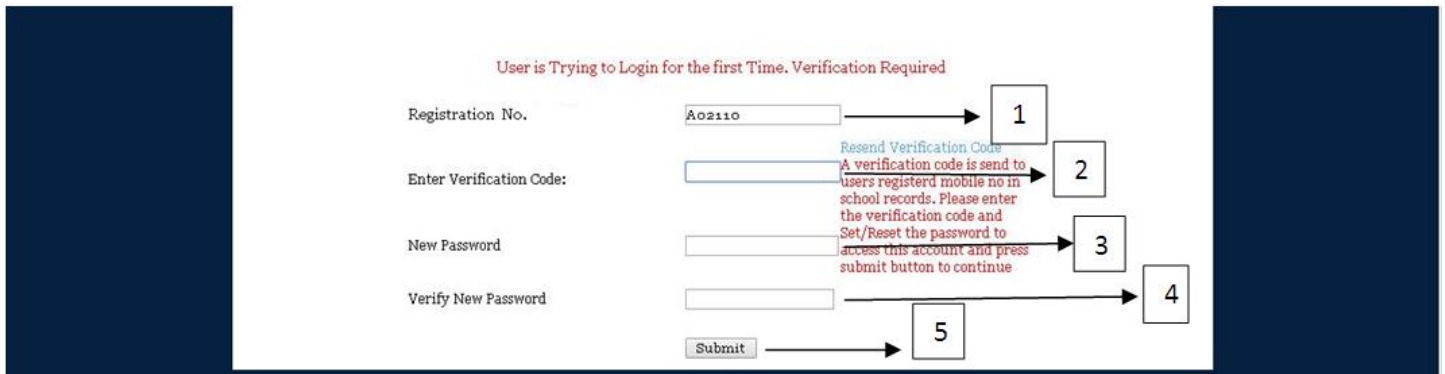 User is Trying to Login for the first Time. Verification Required
Registration No.
A02110
1
Resend Verification Code
Enter Verification Code:
A verification code is send to
users registerd mobile no in
school records. Please enter
the verification code and
Set/Reset the password to
access this account and press
submit button to continue
2
New Password
3
Verify New Password
4
Submit
5